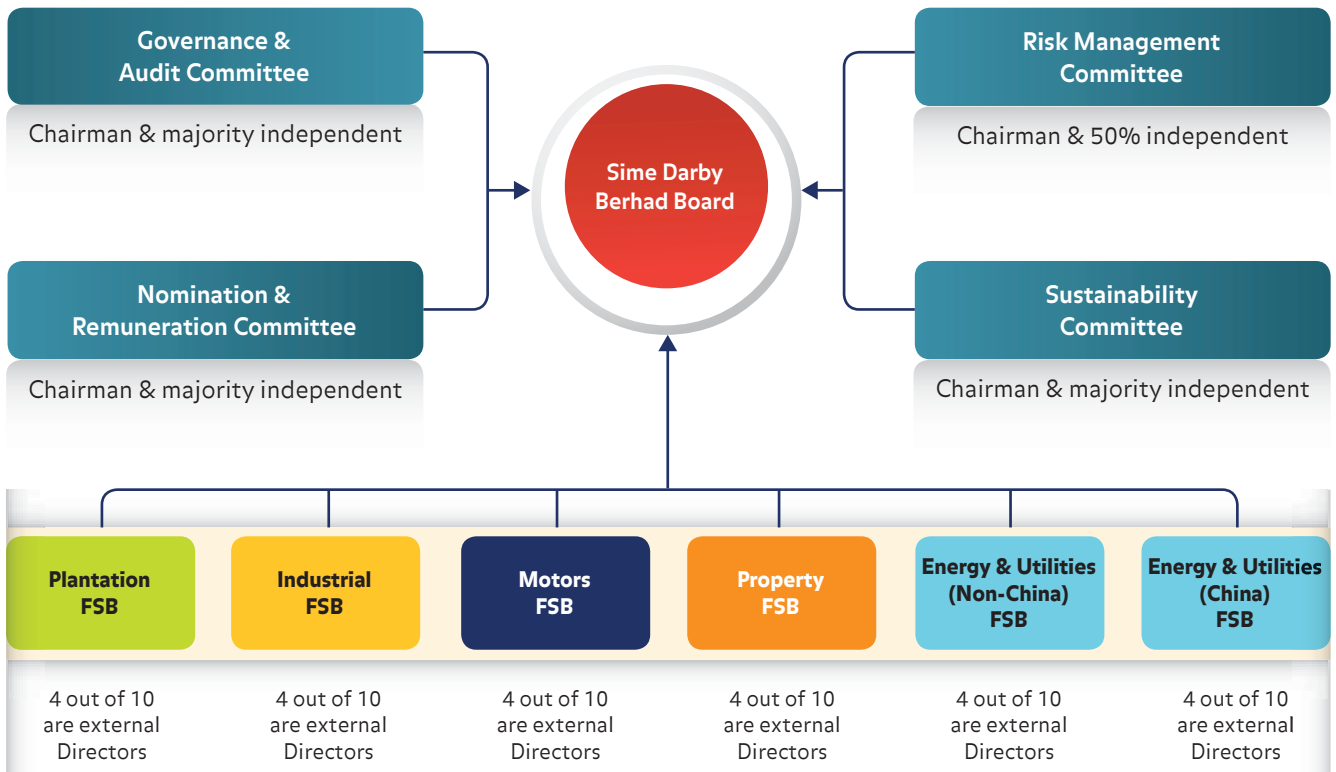 Governance &
Audit Committee
Chairman & majority independent
Risk Management
Committee
Chairman & 50% independent
Sime Darby
Berhad Board
Nomination &
Remuneration Committee
Chairman & majority independent
Sustainability
Committee
Chairman & majority independent
Plantation
FSB
Industrial
FSB
Motors
FSB
Property
FSB
Energy & Utilities
(Non-China)
FSB
Energy & Utilities
(China)
FSB
4 out of 10
are external
Directors
4 out of 10
are external
Directors
4 out of 10
are external
Directors
4 out of 10
are external
Directors
4 out of 10
are external
Directors
4 out of 10
are external
Directors